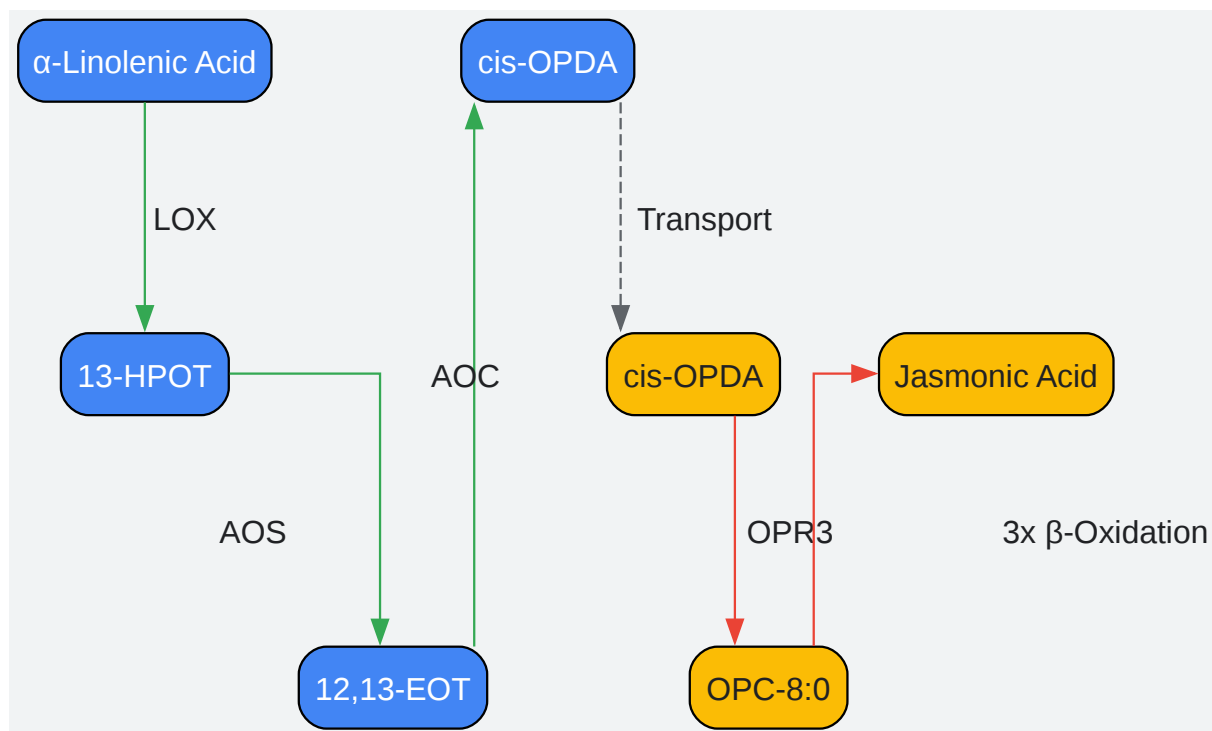 α-Linolenic Acid
cis-OPDA
LOX
Transport
13-HPOT
AOC
cis-OPDA
Jasmonic Acid
AOS
OPR3
3x β-Oxidation
12,13-EOT
OPC-8:0